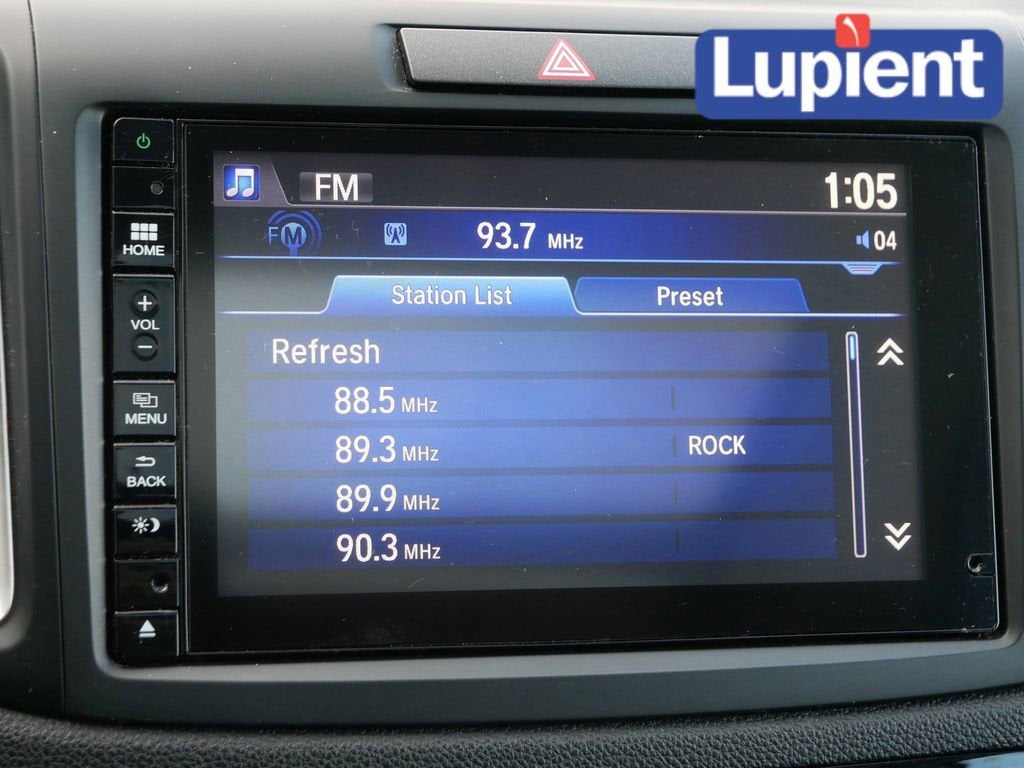 Lupient
FM
1:05
FM
93.7 MHz
04
HOME
Station List
Preset
+
VOL
−
Refresh
88.5 MHz
MENU
89.3 MHz ROCK
BACK
89.9 MHz
90.3 MHz